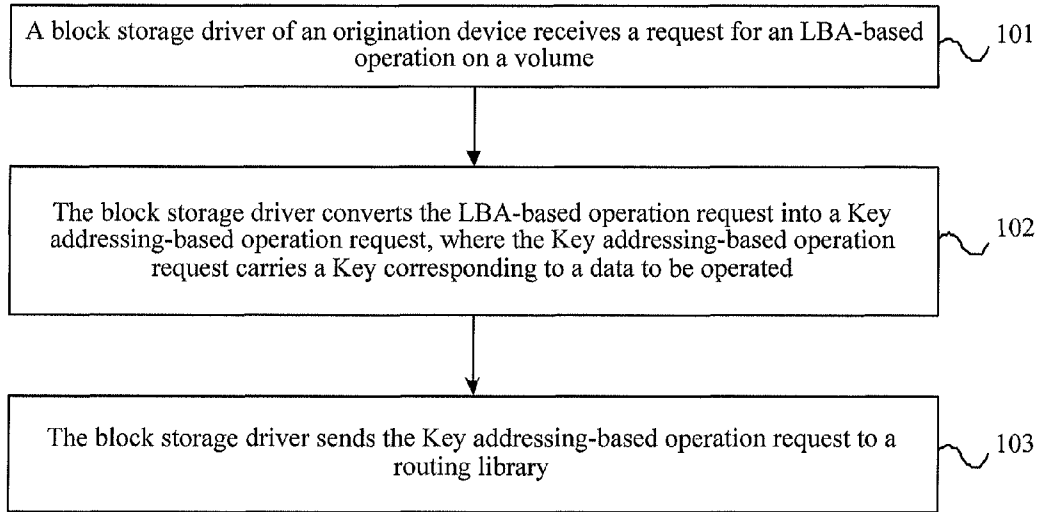 A block storage driver of an origination device receives a request for an LBA-based
operation on a volume
101
The block storage driver converts the LBA-based operation request into a Key
addressing-based operation request, where the Key addressing-based operation
request carries a Key corresponding to a data to be operated
102
The block storage driver sends the Key addressing-based operation request to a
routing library
103